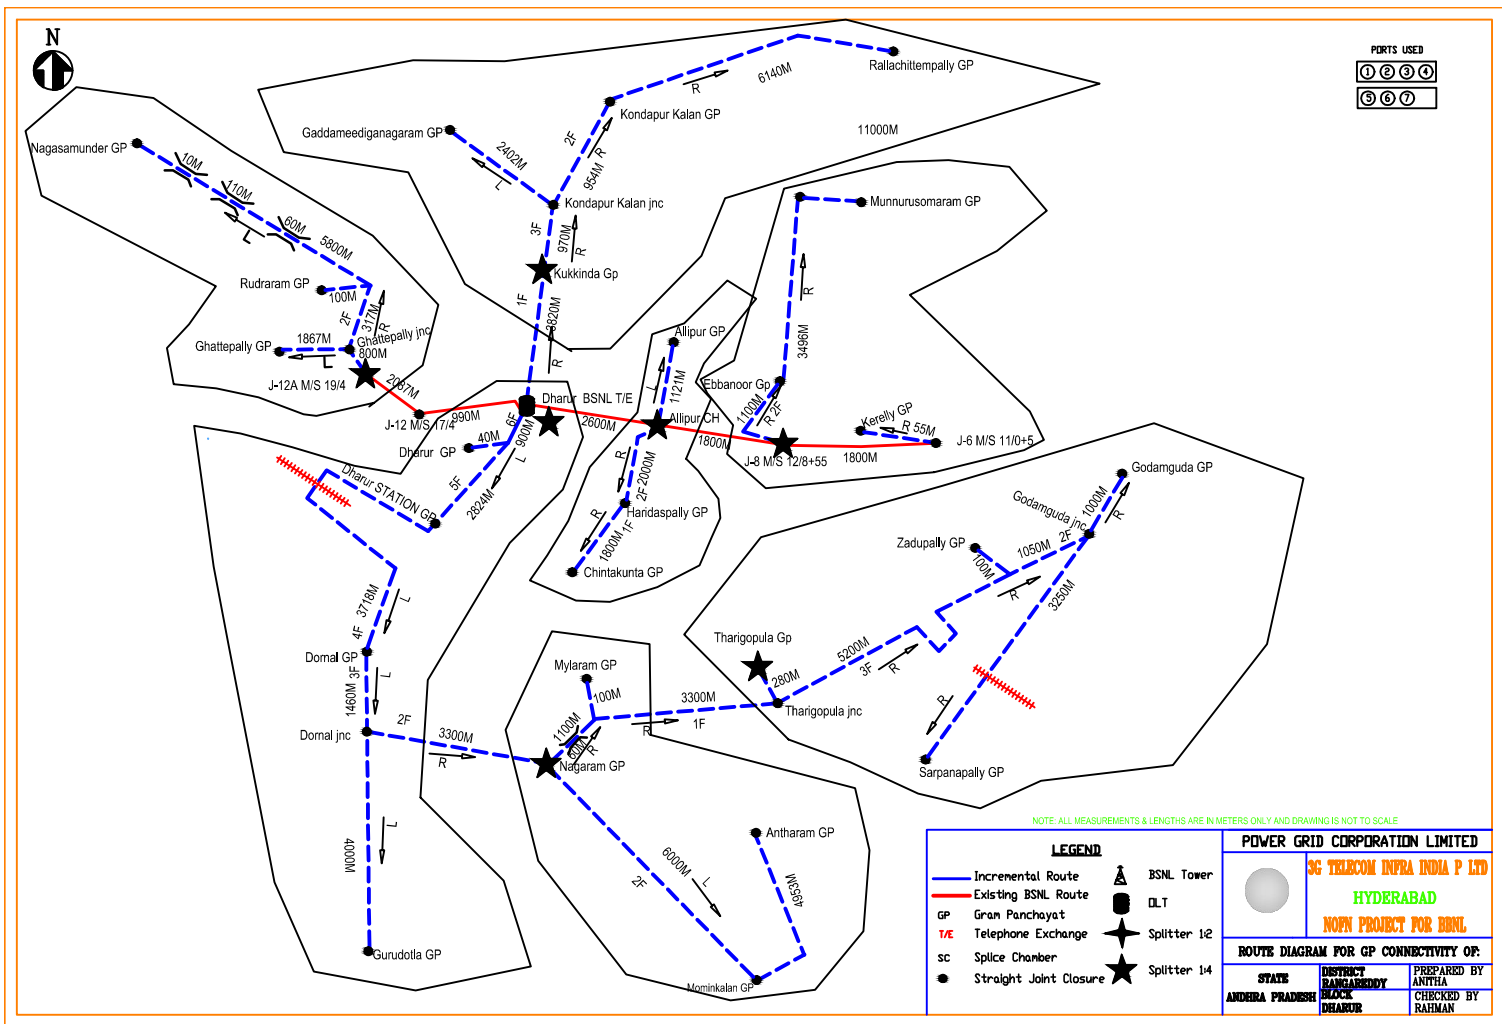 N
PORTS USED
1 2 3 4
5 6 7
Rallachittempally GP
6140M
R
Kondapur Kalan GP
11000M
Gaddameediganagaram GP
2402M
L
2F
954M
R
Kondapur Kalan jnc
3F
970M
R
Kukkinda Gp
1F
3820M
R
Nagasamunder GP
10M
110M
60M
5800M
L
Rudraram GP
100M
2F
317M
R
Ghattepally jnc
Ghattepally GP
1867M
L
800M
J-12A M/S 19/4
2087M
J-12 M/S 17/4
990M
Dharur BSNL T/E
6F
900M
L
Dharur GP
40M
2600M
Allipur GP
L
1121M
Allipur CH
1800M
R
2000M
2F
Haridaspally GP
R
1F
1800M
Chintakunta GP
Munnurusomaram GP
R
3496M
Ebbanoor Gp
1100M
R 2F
J-8 M/S 12/8+55
Kerelly GP
R 55M
J-6 M/S 11/0+5
1800M
Dharur STATION GP
5F
2824M
3718M
L
4F
Dornal GP
3F
1460M
L
Dornal jnc
2F
3300M
R
4000M
L
Gurudotla GP
Mylaram GP
100M
1100M
60M
R
Nagaram GP
3300M
R
1F
Tharigopula Gp
280M
Tharigopula jnc
5200M
3F
R
Zadupally GP
100M
1050M
2F
R
Godamguda jnc
Godamguda GP
1000M
R
3250M
R
Sarpanapally GP
6000M
L
2F
Antharam GP
4953M
Mominkalan GP
NOTE: ALL MEASUREMENTS & LENGTHS ARE IN METERS ONLY AND DRAWING IS NOT TO SCALE
LEGEND
Incremental Route
BSNL Tower
Existing BSNL Route
GP Gram Panchayat
OLT
T/E Telephone Exchange
Splitter 1:2
SC Splice Chamber
Straight Joint Closure
Splitter 1:4
POWER GRID CORPORATION LIMITED
3G TELECOM INFRA INDIA P LTD
HYDERABAD
NOFN PROJECT FOR BBNL
ROUTE DIAGRAM FOR GP CONNECTIVITY OF:
STATE
ANDHRA PRADESH
DISTRICT
RANGAREDDY
BLOCK
DHARUR
PREPARED BY
ANITHA
CHECKED BY
RAHMAN